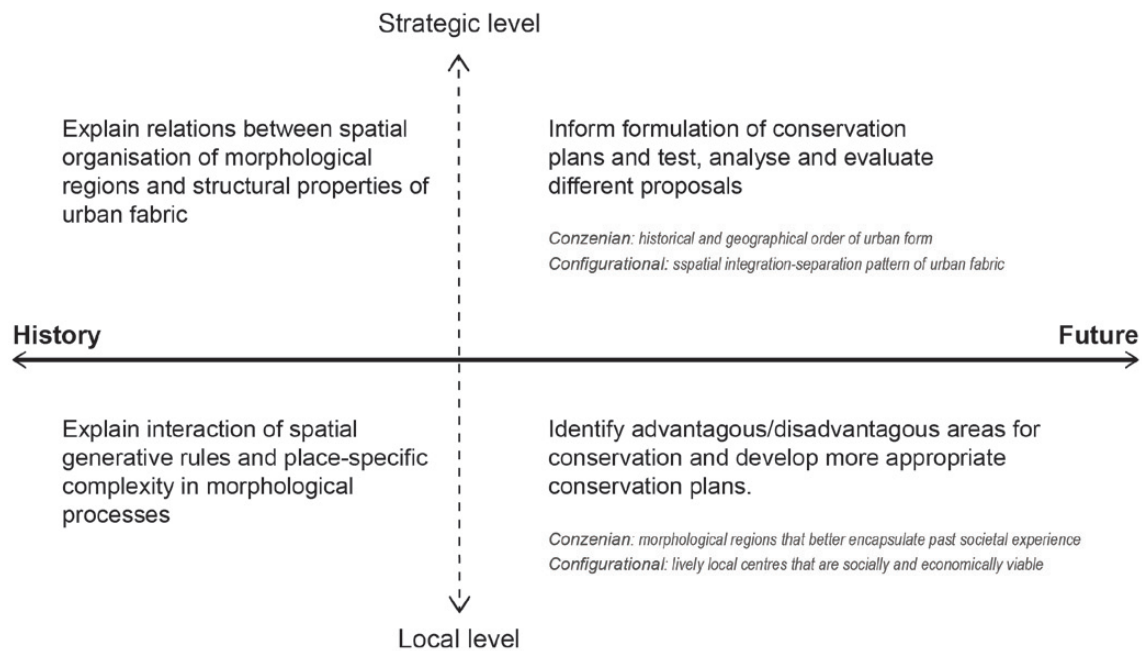 Strategic level
Explain relations between spatial
organisation of morphological
regions and structural properties of
urban fabric
Inform formulation of conservation
plans and test, analyse and evaluate
different proposals
Conzenian: historical and geographical order of urban form
Configurational: sspatial integration-separation pattern of urban fabric
History
Future
Explain interaction of spatial
generative rules and place-specific
complexity in morphological
processes
Identify advantagous/disadvantagous areas for
conservation and develop more appropriate
conservation plans.
Conzenian: morphological regions that better encapsulate past societal experience
Configurational: lively local centres that are socially and economically viable
Local level